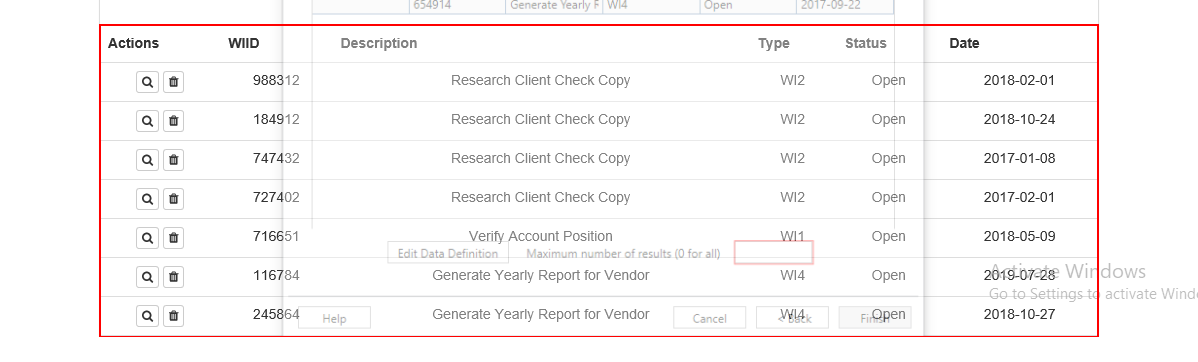 654914 Generate Yearly F WI4 Open 2017-09-22
Actions WIID Description Type Status Date
988312 Research Client Check Copy WI2 Open 2018-02-01
184912 Research Client Check Copy WI2 Open 2018-10-24
747432 Research Client Check Copy WI2 Open 2017-01-08
727402 Research Client Check Copy WI2 Open 2017-02-01
716651 Verify Account Position WI1 Open 2018-05-09
Edit Data Definition Maximum number of results (0 for all)
116784 Generate Yearly Report for Vendor WI4 Open 2019-07-28
Activate Windows
Go to Settings to activate Wind
245864 Generate Yearly Report for Vendor WI4 Open 2018-10-27
Help Cancel < Back Finish